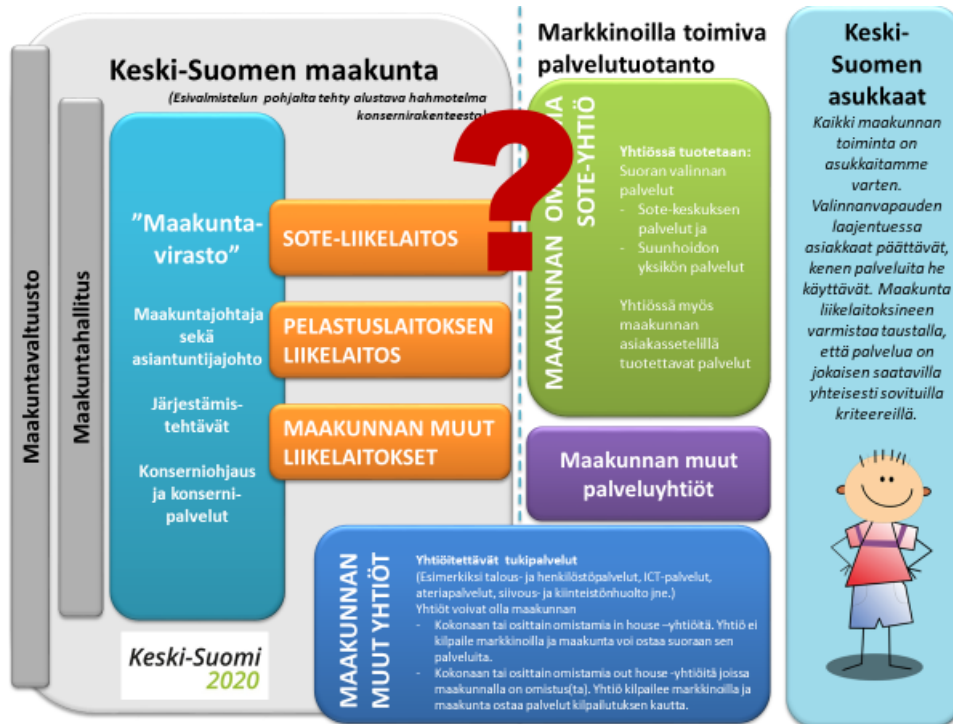 Maakuntavaltuusto
Maakuntahallitus
Keski-Suomen maakunta
(Esivalmistelun pohjalta tehty alustava hahmotelma
konsernirakenteesta)
"Maakunta-
virasto"
Maakuntajohtaja
sekä
asiantuntijajohto
Järjestämis-
tehtävät
Konserniohjaus
ja konserni-
palvelut
SOTE-LIIKELAITOS
PELASTUSLAITOKSEN
LIIKELAITOS
MAAKUNNAN MUUT
LIIKELAITOKSET
Keski-Suomi
2020
?
Markkinoilla toimiva
palvelutuotanto
MAAKUNNAN
SOTE-YHTIÖ
Yhtiössä tuotetaan:
Suoran valinnan
palvelut
- Sote-keskuksen
palvelut ja
- Suunhoidon
yksikön palvelut
Yhtiössä myös
maakunnan
asiakassetelillä
tuotettavat palvelut
Maakunnan muut
palveluyhtiöt
MAAKUNNAN
MUUT YHTIÖT
Yhtiöitettävät tukipalvelut
(Esimerkiksi talous- ja henkilöstöpalvelut, ICT-palvelut,
ateriapalvelut, siivous- ja kiinteistönhuolto jne.)
Yhtiöt voivat olla maakunnan
- Kokonaan tai osittain omistamia in house –yhtiöitä. Yhtiö ei
kilpaile markkinoilla ja maakunta voi ostaa suoraan sen
palveluita.
- Kokonaan tai osittain omistamia out house -yhtiöitä joissa
maakunnalla on omistus(ta). Yhtiö kilpailee markkinoilla ja
maakunta ostaa palvelut kilpailutuksen kautta.
Keski-
Suomen
asukkaat
Kaikki maakunnan
toiminta on
asukkaitamme
varten.
Valinnanvapauden
laajentuessa
asiakkaat päättävät,
kenen palveluita he
käyttävät. Maakunta
liikelaitoksineen
varmistaa taustalla,
että palvelua on
jokaisen saatavilla
yhteisesti sovituilla
kriteereillä.